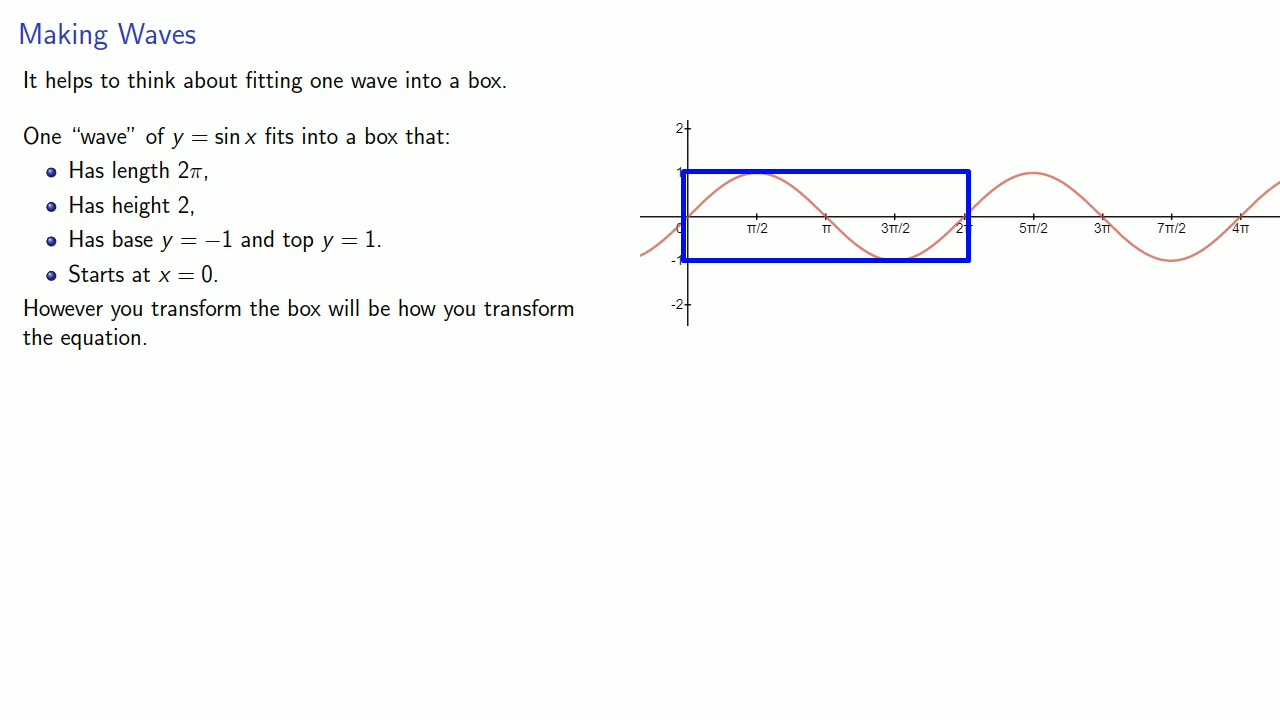 Making Waves
It helps to think about fitting one wave into a box.
One “wave” of y = sin x fits into a box that:
Has length 2π,
Has height 2,
Has base y = −1 and top y = 1.
Starts at x = 0.
However you transform the box will be how you transform
the equation.
2
1
0 π/2 π 3π/2 2π 5π/2 3π 7π/2 4π
-1
-2